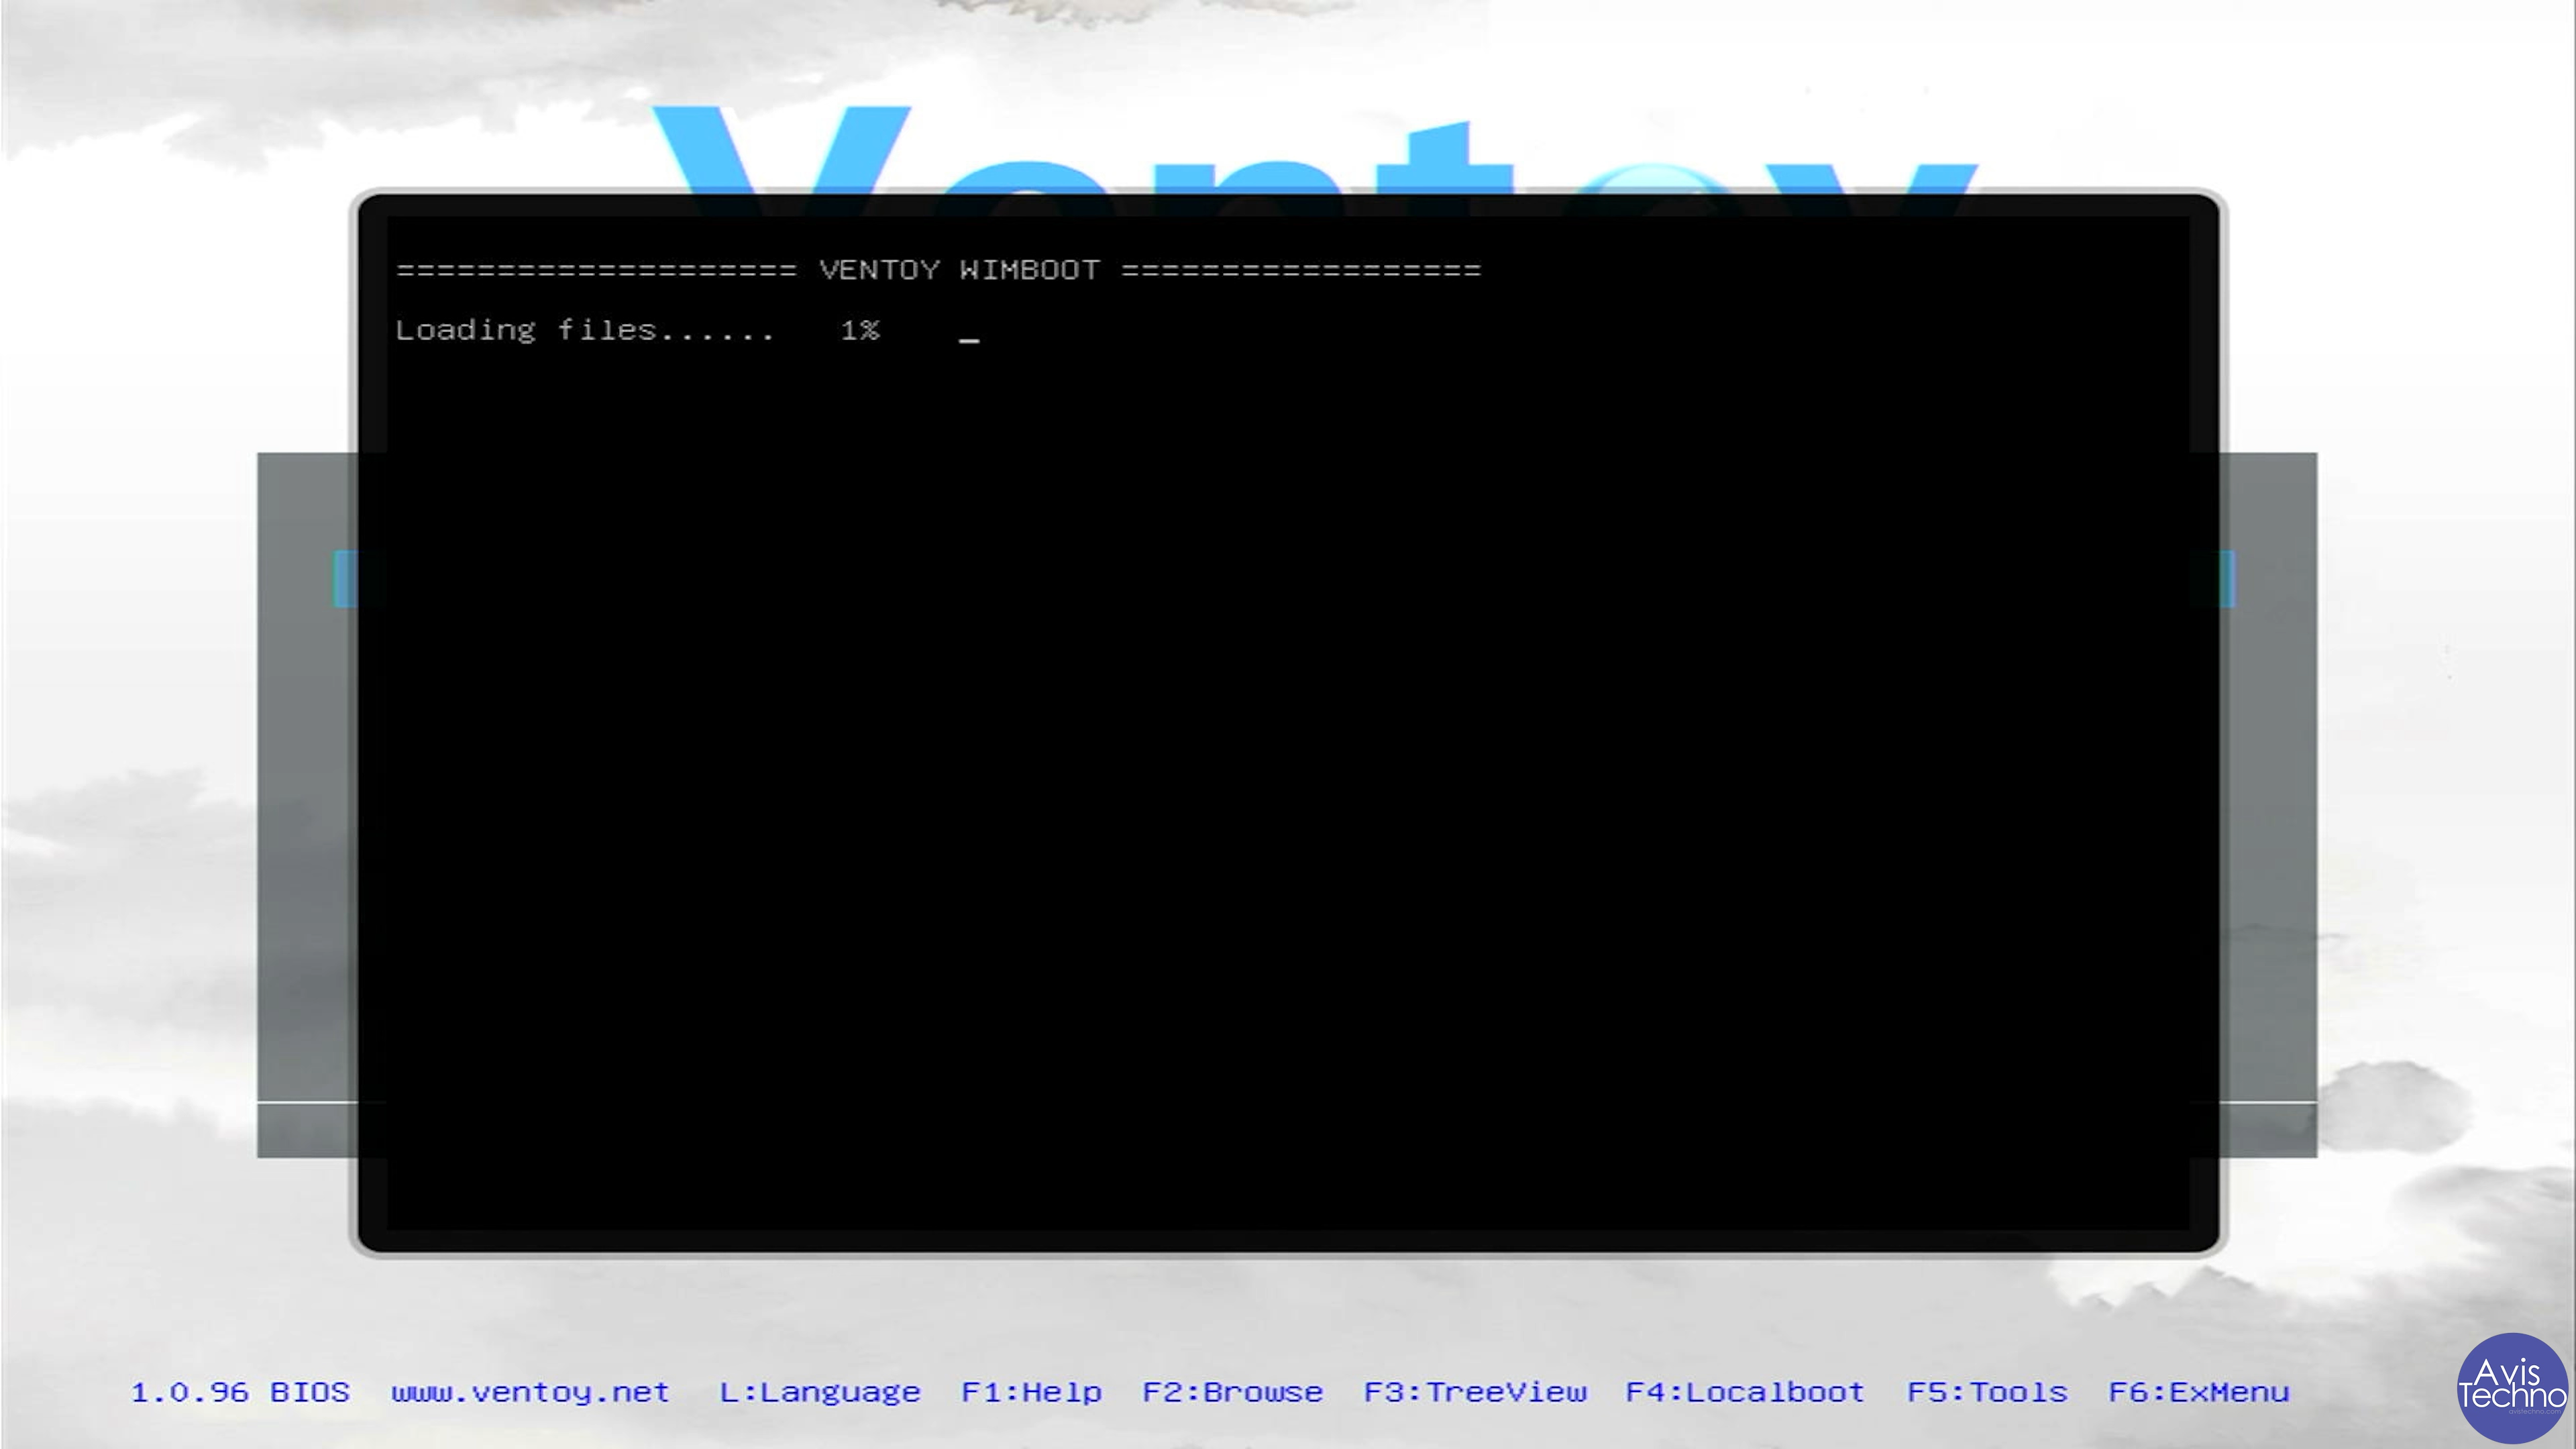 Ventoy
==================== VENTOY WIMBOOT ==================
Loading files......   1%    _
1.0.96 BIOS  www.ventoy.net  L:Language  F1:Help  F2:Browse  F3:TreeView  F4:Localboot  F5:Tools  F6:ExMenu
Avis
Techno